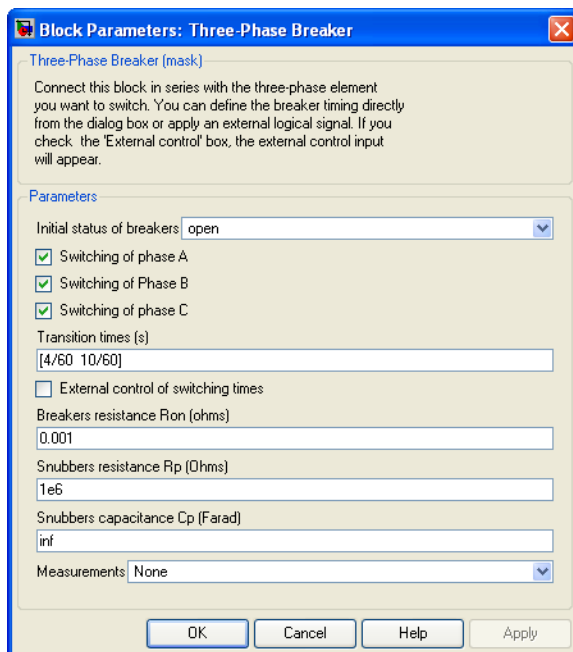 Block Parameters: Three-Phase Breaker
Three-Phase Breaker (mask)
Connect this block in series with the three-phase element
you want to switch. You can define the breaker timing directly
from the dialog box or apply an external logical signal. If you
check the 'External control' box, the external control input
will appear.
Parameters
Initial status of breakers open
Switching of phase A
Switching of Phase B
Switching of phase C
Transition times (s)
[4/60 10/60]
External control of switching times
Breakers resistance Ron (ohms)
0.001
Snubbers resistance Rp (Ohms)
1e6
Snubbers capacitance Cp (Farad)
inf
Measurements None
OK Cancel Help Apply